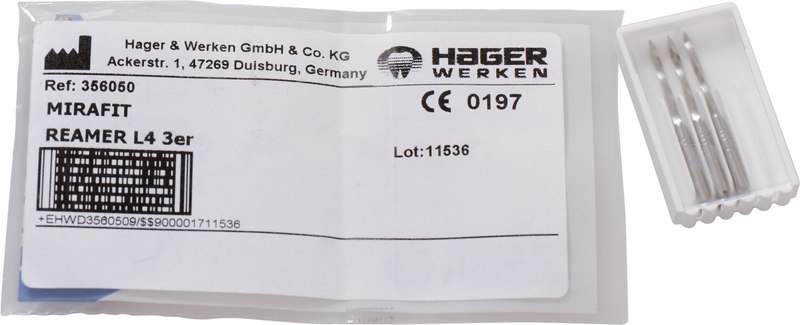 Hager & Werken GmbH & Co. KG
Ackerstr. 1, 47269 Duisburg, Germany
HAGER
WERKEN
Ref: 356050
CE 0197
MIRAFIT
REAMER L4 3er
Lot:11536
+EHWD3560509/$$900001711536